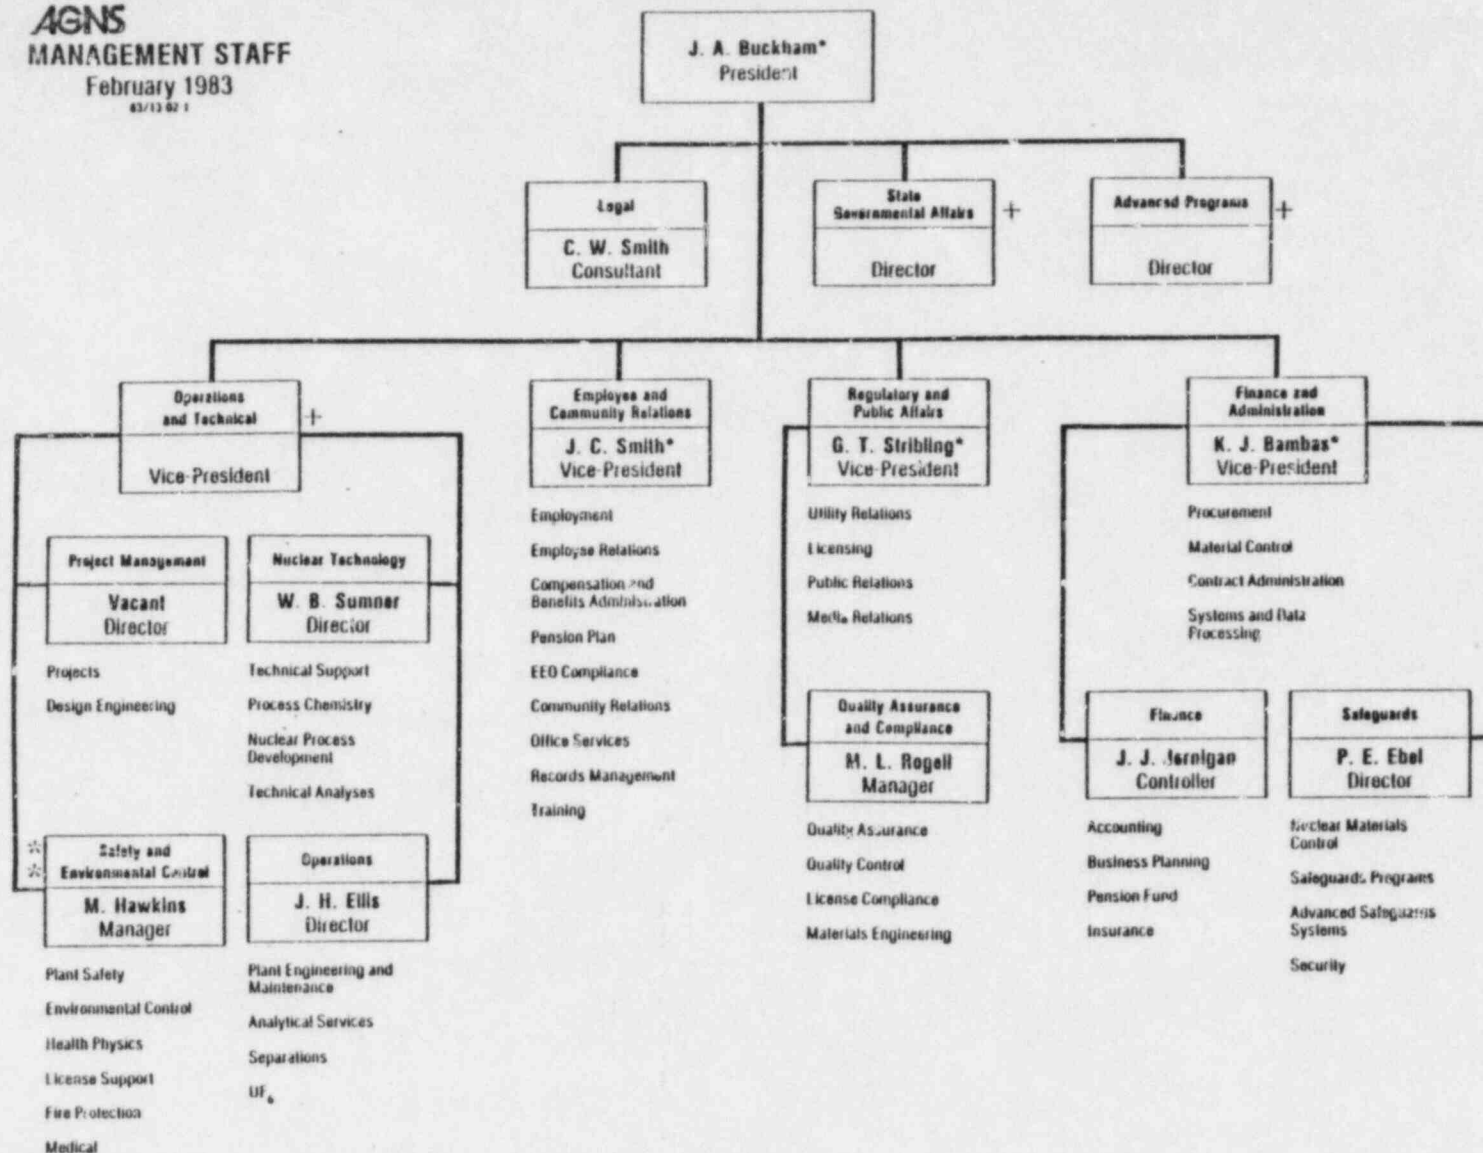 AGNS
MANAGEMENT STAFF
February 1983
J. A. Buckham*
President
Legal
C. W. Smith
Consultant
State
Governmental Affairs
+
Director
Advanced Programs
+
Director
Operations
and Technical
+
Vice-President
Employee and
Community Relations
J. C. Smith*
Vice-President
Employment
Employee Relations
Compensation and
Benefits Administration
Pension Plan
EEO Compliance
Community Relations
Office Services
Records Management
Training
Regulatory and
Public Affairs
G. T. Stribling*
Vice-President
Utility Relations
Licensing
Public Relations
Media Relations
Finance and
Administration
K. J. Bambas*
Vice-President
Procurement
Material Control
Contract Administration
Systems and Data
Processing
Project Management
Vacant
Director
Projects
Design Engineering
Nuclear Technology
W. B. Sumner
Director
Technical Support
Process Chemistry
Nuclear Process
Development
Technical Analyses
*
*
Safety and
Environmental Control
M. Hawkins
Manager
Plant Safety
Environmental Control
Health Physics
License Support
Fire Protection
Medical
Operations
J. H. Ellis
Director
Plant Engineering and
Maintenance
Analytical Services
Separations
UF₆
Quality Assurance
and Compliance
M. L. Rogell
Manager
Quality Assurance
Quality Control
License Compliance
Materials Engineering
Finance
J. J. Jernigan
Controller
Accounting
Business Planning
Pension Fund
Insurance
Safeguards
P. E. Ebel
Director
Nuclear Materials
Control
Safeguards Programs
Advanced Safeguards
Systems
Security